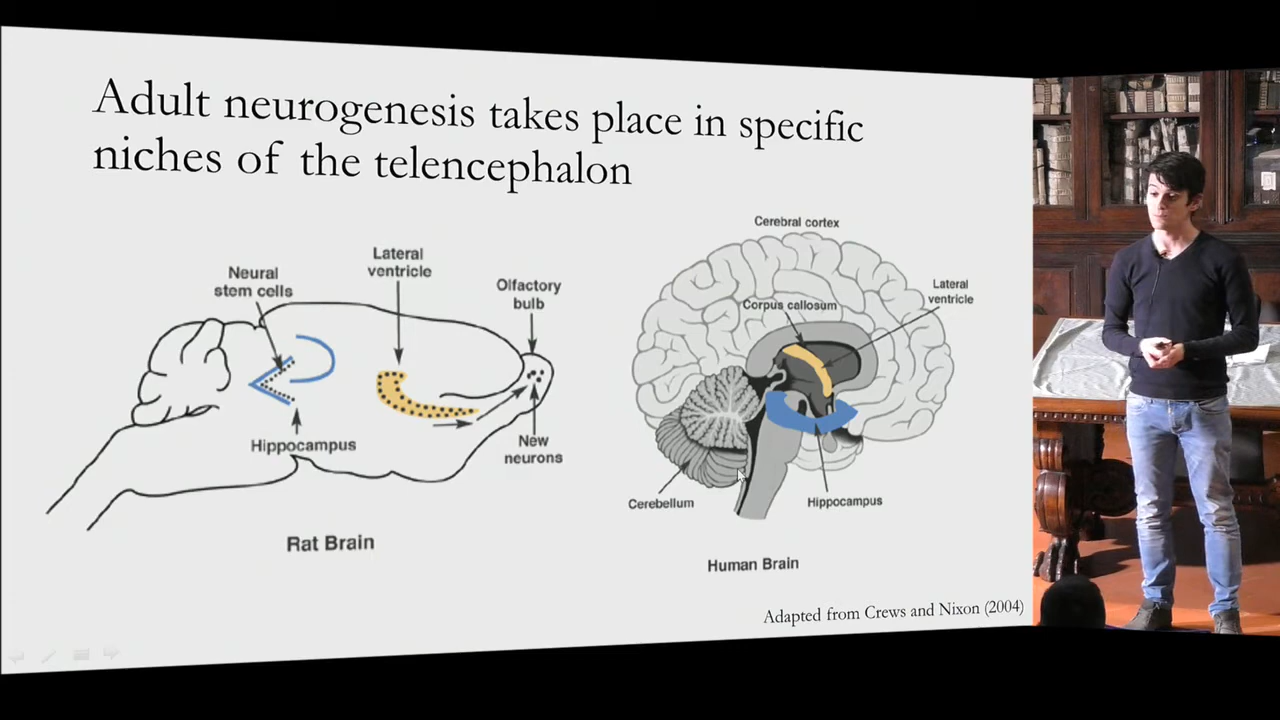 Adult neurogenesis takes place in specific
niches of the telencephalon
Neural
stem cells
Lateral
ventricle
Olfactory
bulb
Hippocampus
New
neurons
Rat Brain
Cerebral cortex
Corpus callosum
Lateral
ventricle
Cerebellum
Hippocampus
Human Brain
Adapted from Crews and Nixon (2004)